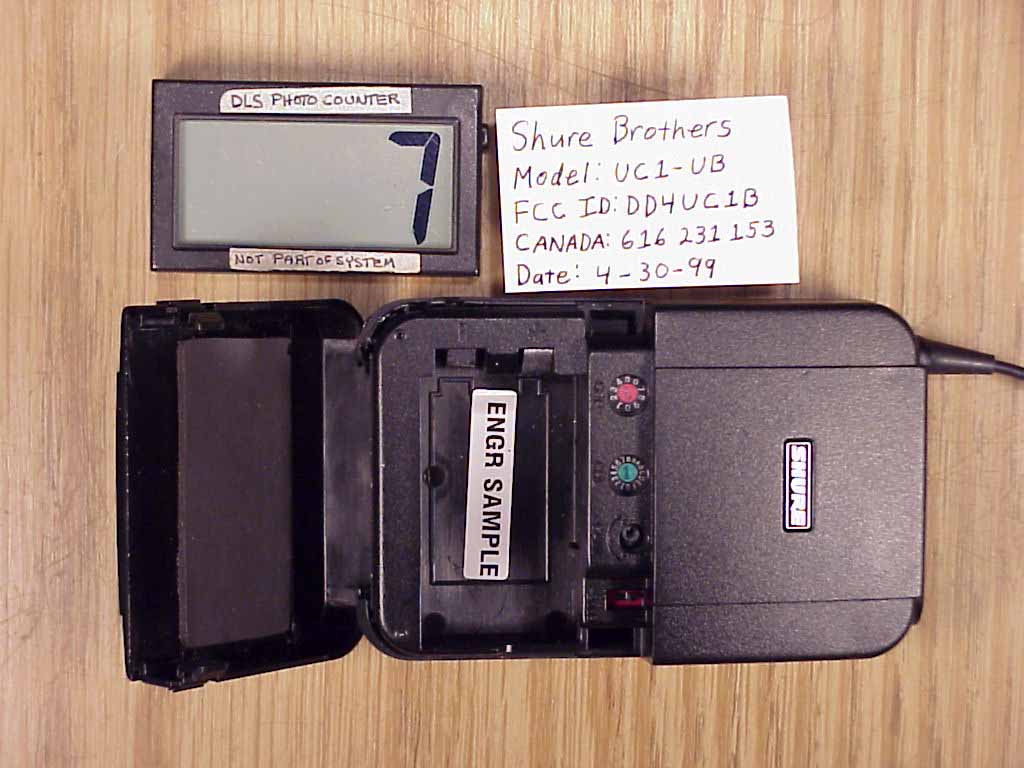 DLS PHOTO COUNTER
7
NOT PART OF SYSTEM
Shure Brothers
Model: UC1-UB
FCC ID: DD4UC1B
CANADA: 616 231 153
Date: 4-30-99
ENGR SAMPLE
SHURE